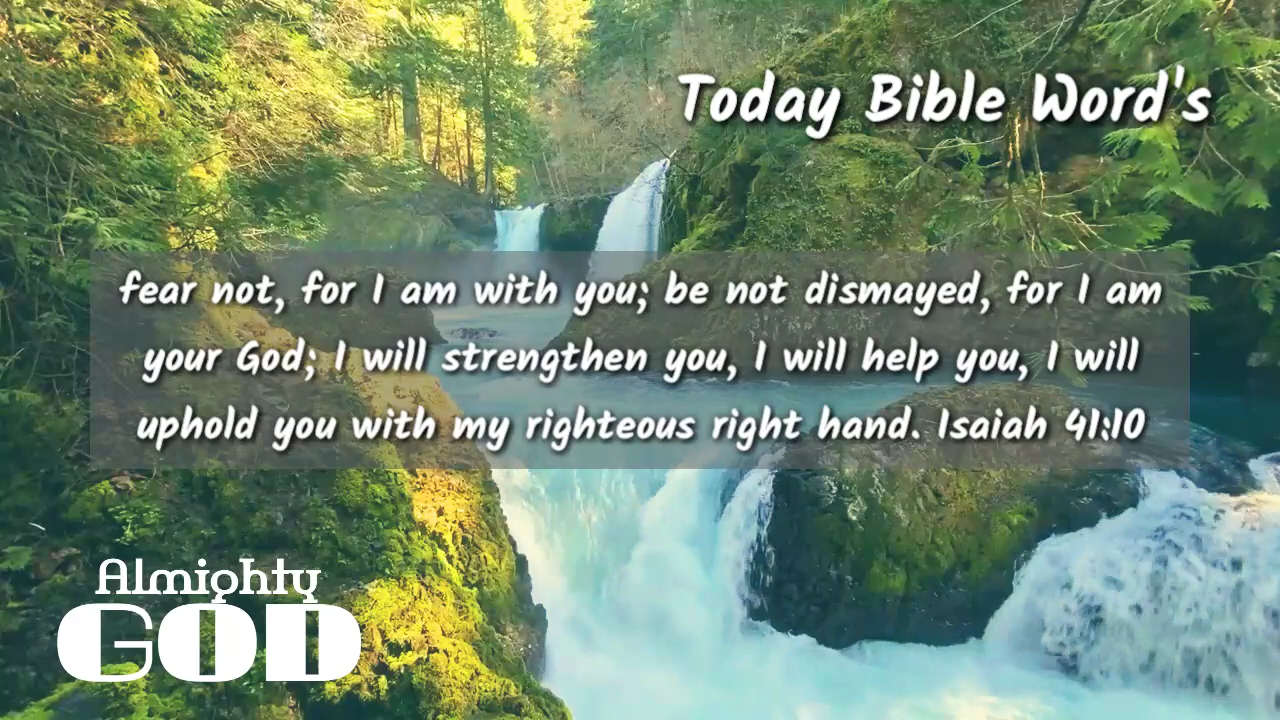 Today Bible Word's
fear not, for I am with you; be not dismayed, for I am
your God; I will strengthen you, I will help you, I will
uphold you with my righteous right hand. Isaiah 41:10
Almighty
GOD